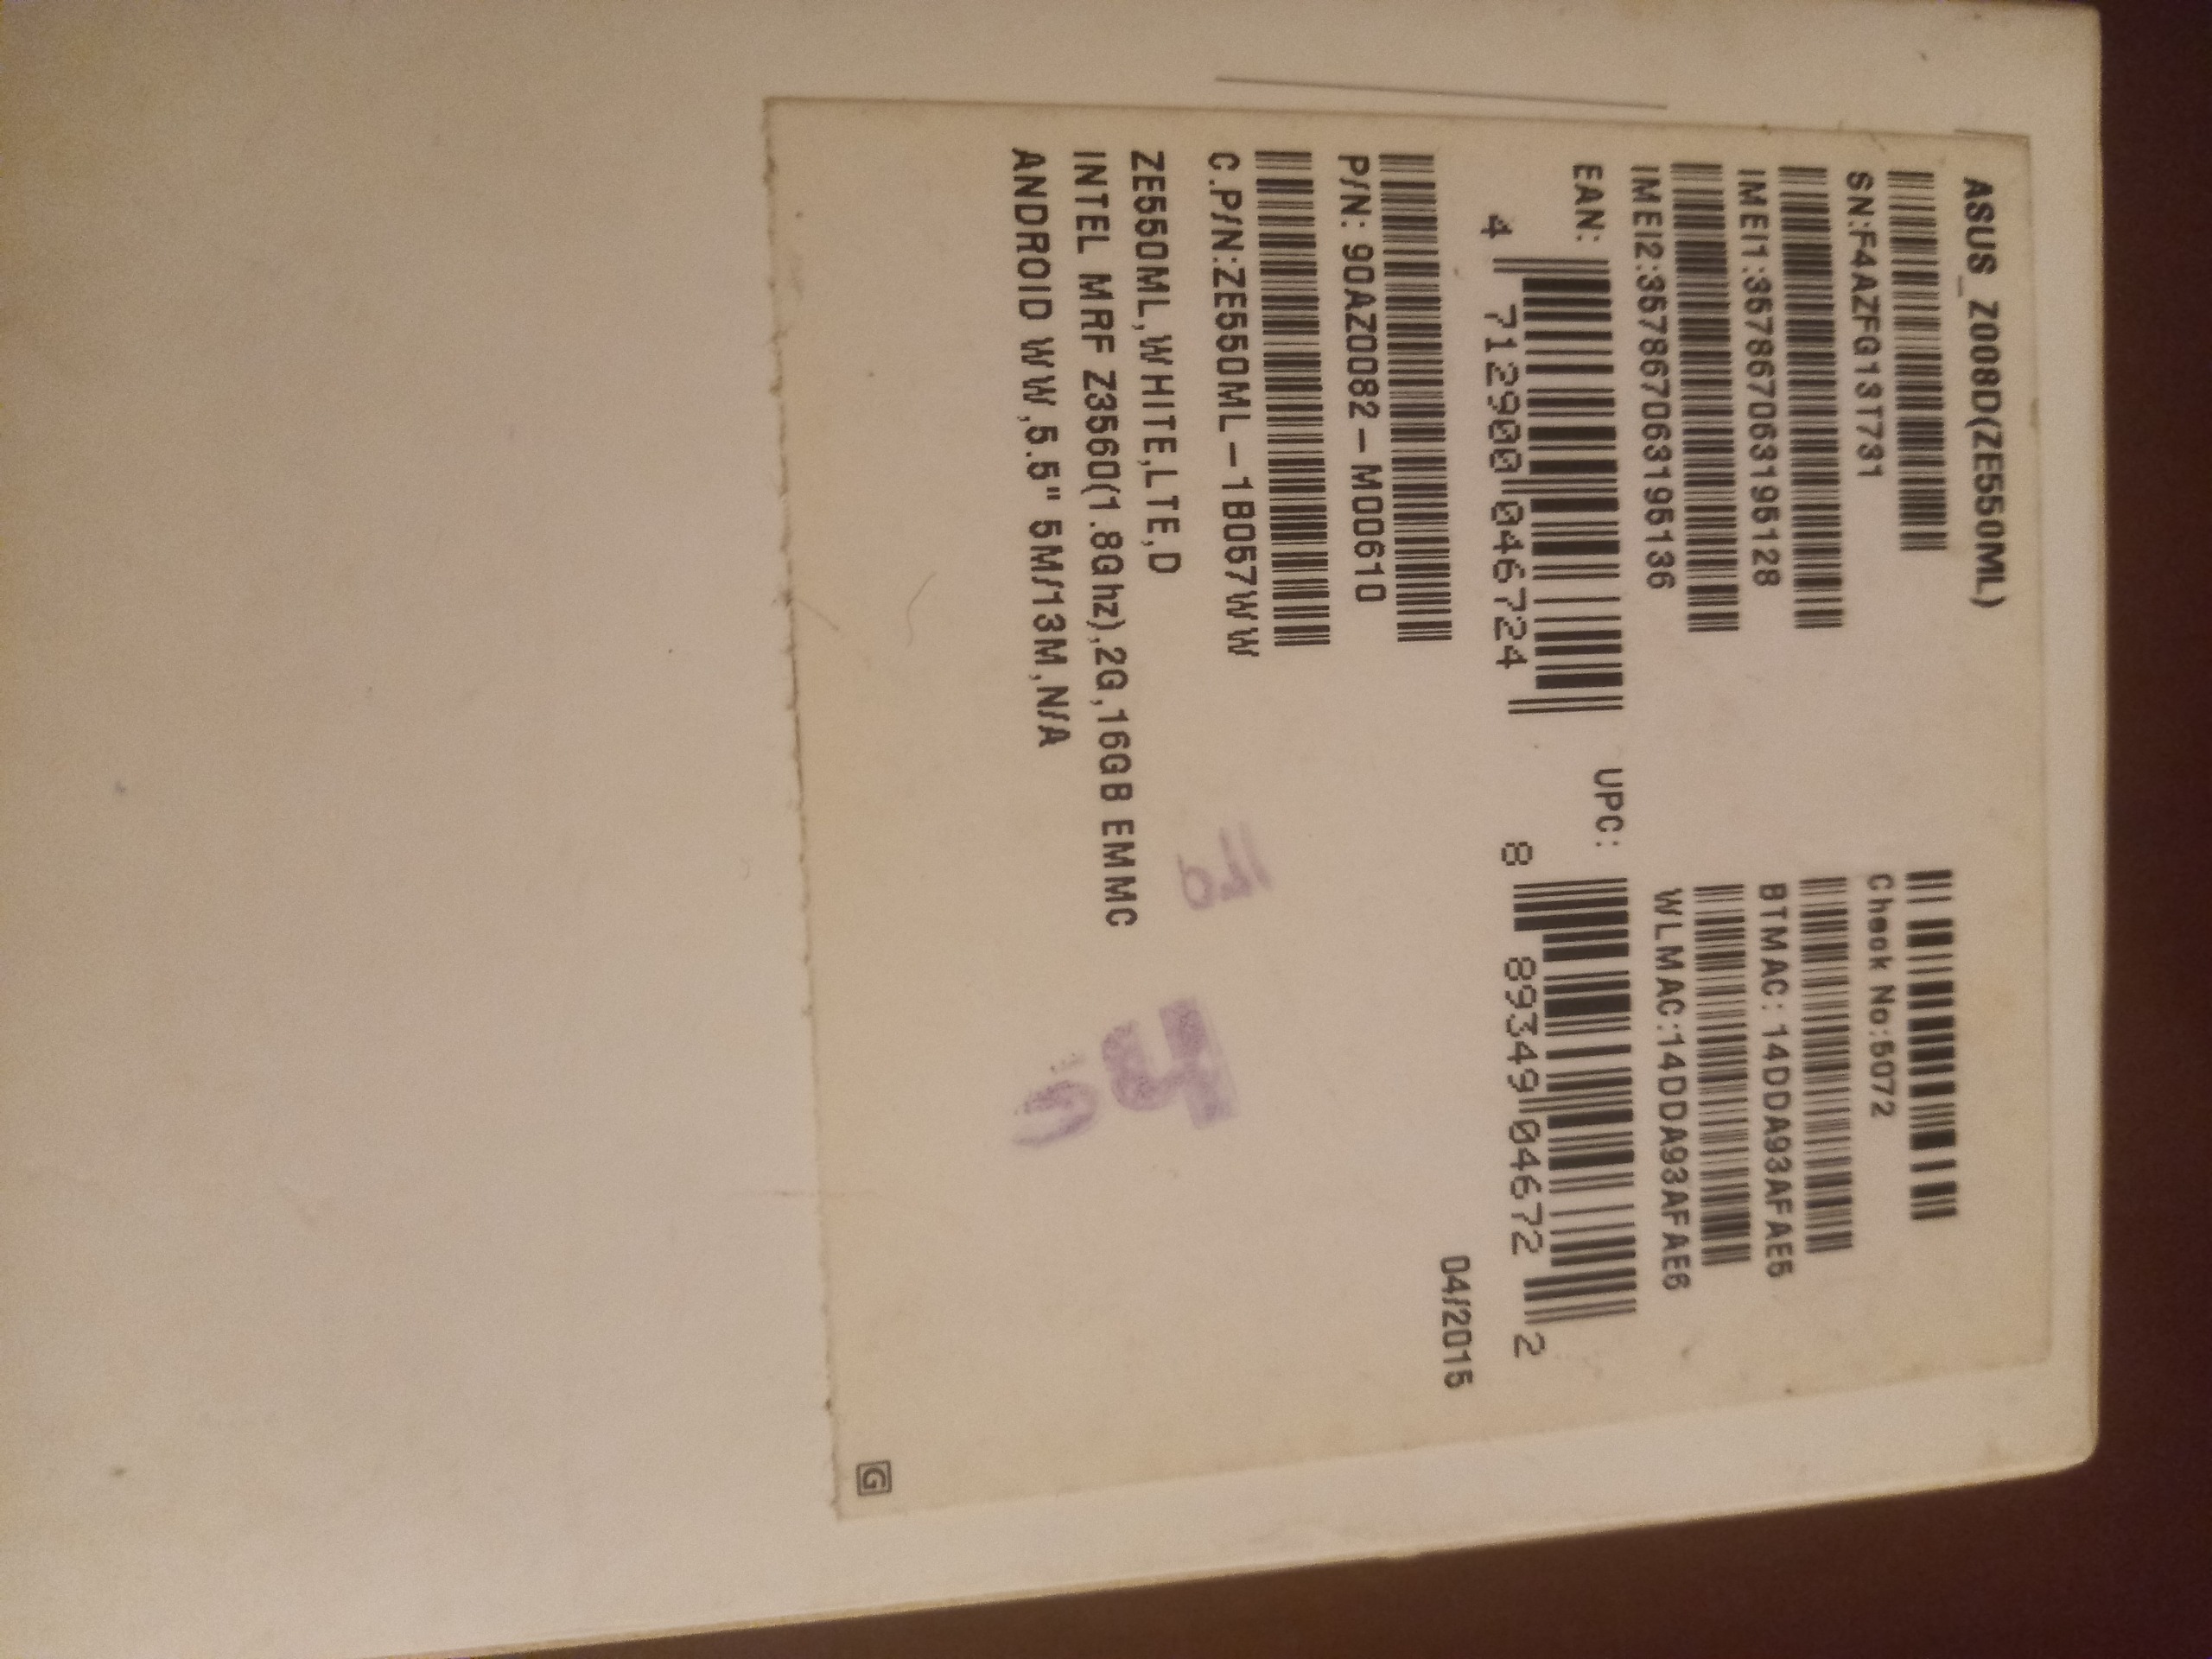 ASUS_Z008D(ZE550ML)
SN:F4AZFG13T731
Check No:5072
IMEI1:357867063195128
BTMAC:14DDA93AFAE5
IMEI2:357867063195136
WLMAC:14DDA93AFAE6
EAN:
4 712900 046724
UPC:
8 89349 04672 2
P/N: 90AZ0082-M00610
04/2015
C.P/N:ZE550ML-1B057WW
ZE550ML,WHITE,LTE,D
INTEL MRF Z3560(1.8Ghz),2G,16GB EMMC
ANDROID WW,5.5" 5M/13M,N/A
G